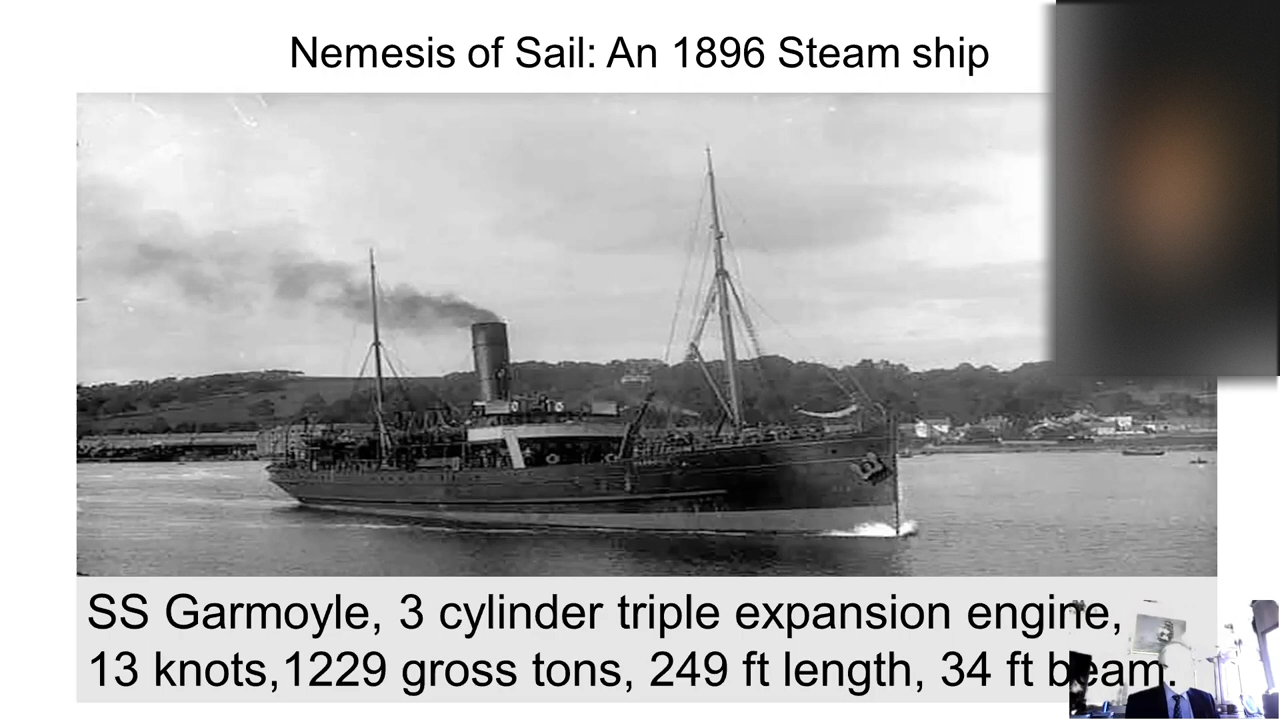 Nemesis of Sail: An 1896 Steam ship
SS Garmoyle, 3 cylinder triple expansion engine,
13 knots,1229 gross tons, 249 ft length, 34 ft beam.